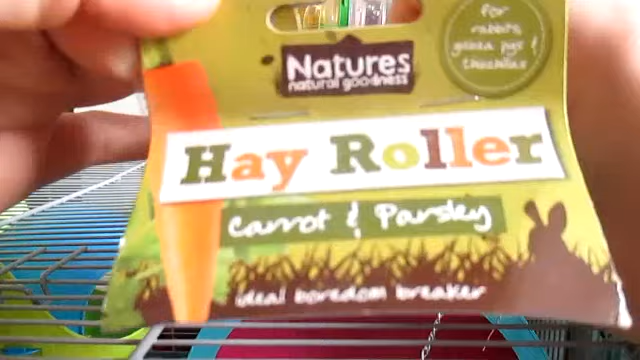 for
rabbits
guinea pigs &
chinchillas
Natures
natural goodness
Hay Roller
Carrot & Parsley
ideal boredom breaker